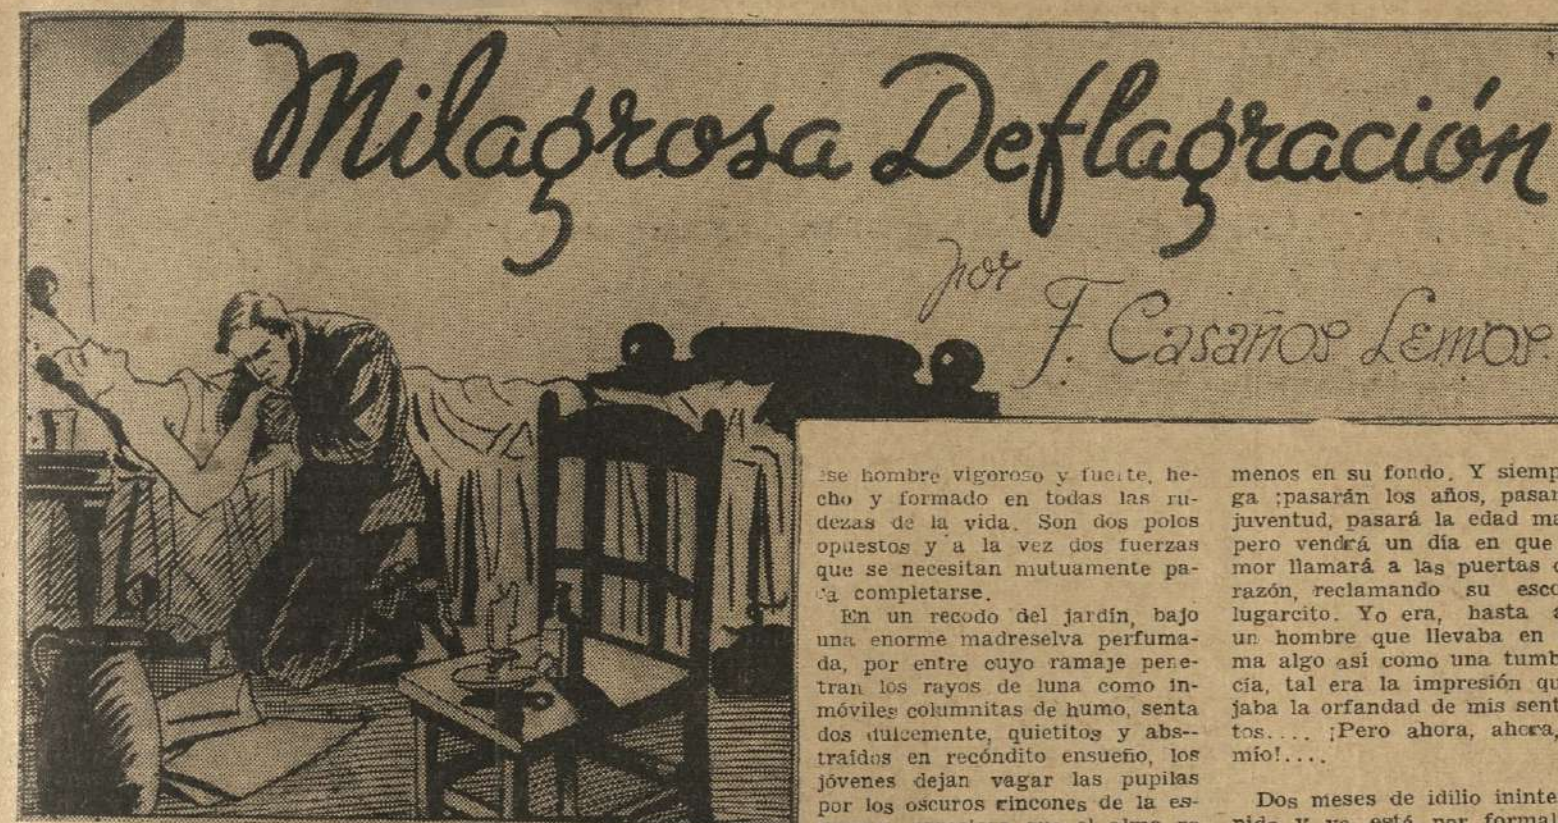 Milagrosa Deflagración
por
F. Casaños Lemos.
hombre vigoroso y fuerte, he-
cho y formado en todas las ru-
dezas de la vida. Son dos polos
opuestos y a la vez dos fuerzas
que se necesitan mutuamente pa-
completarse.
En un recodo del jardín, bajo
una enorme madreselva perfuma-
da, por entre cuyo ramaje pene-
tran los rayos de luna como in-
móviles columnitas de humo, senta
dos dulcemente, quietitos y abs--
traídos en recóndito ensueño, los
jóvenes dejan vagar las pupilas
por los oscuros rincones de la es-
menos en su fondo. Y siemp
ga ¡pasarán los años, pasar
juventud, pasará la edad ma
pero vendrá un día en que
mor llamará a las puertas
razón, reclamando su esco
lugarcito. Yo era, hasta a
un hombre que llevaba en
ma algo así como una tumb
cía, tal era la impresión qu
jaba la orfandad de mis sent
tos.... ¡Pero ahora, ahora,
mío!....
Dos meses de idilio ininte
nido y ya está por formal